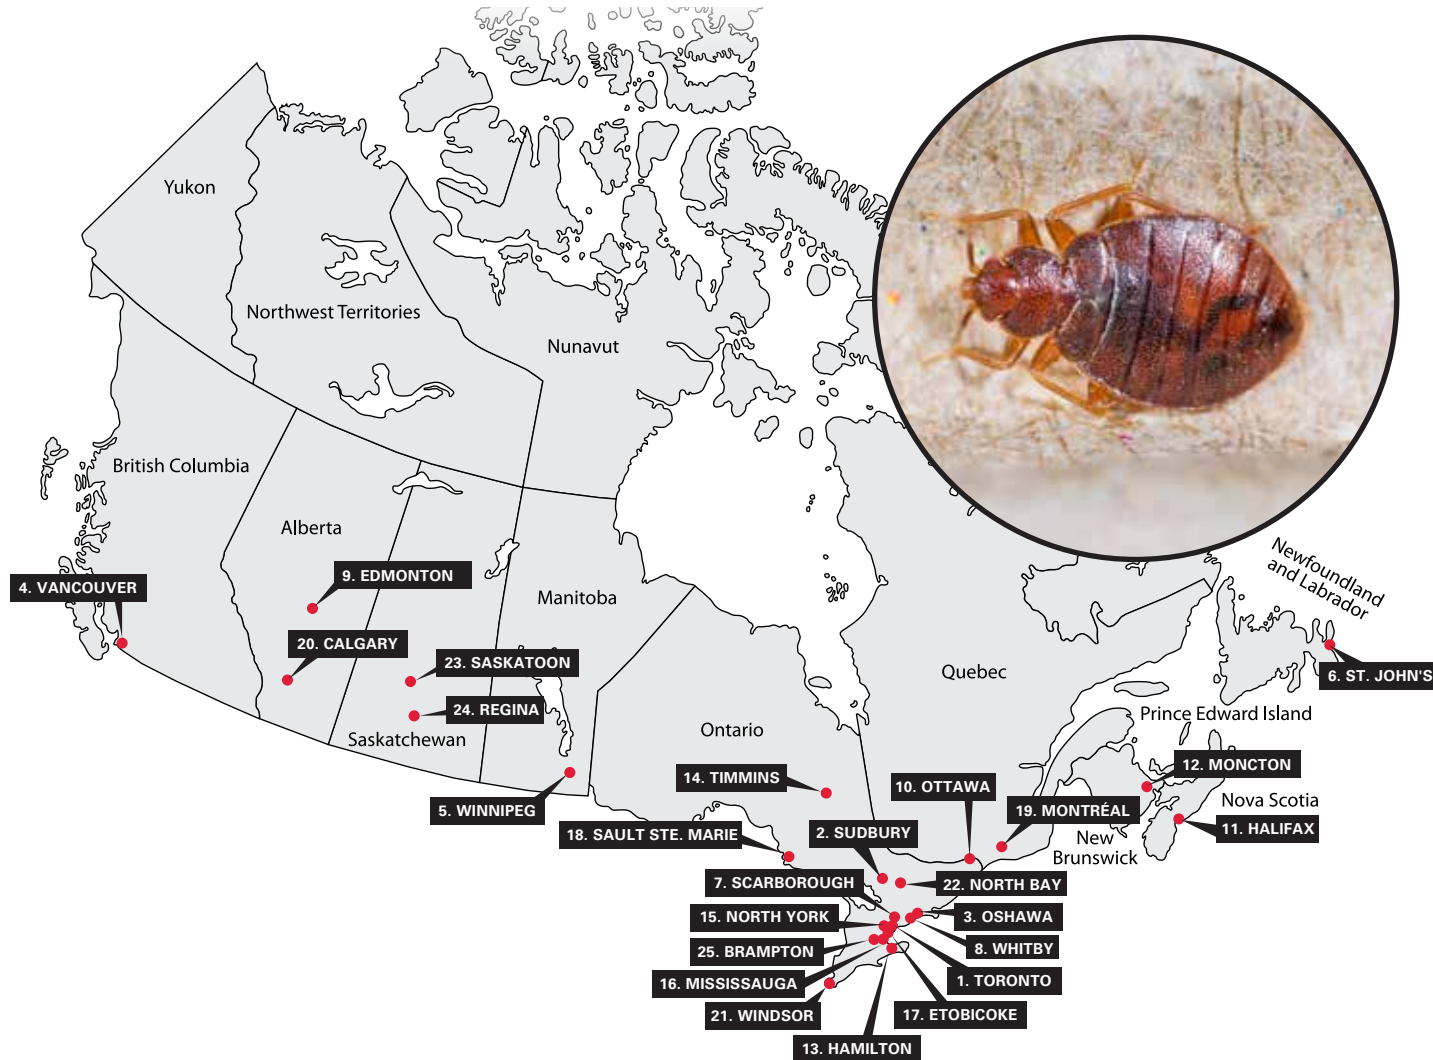 Yukon
Northwest Territories
Nunavut
British Columbia
Alberta
Newfoundland
and Labrador
4. VANCOUVER
9. EDMONTON
Manitoba
20. CALGARY
23. SASKATOON
Quebec
6. ST. JOHN'S
24. REGINA
Saskatchewan
Ontario
Prince Edward Island
14. TIMMINS
12. MONCTON
10. OTTAWA
5. WINNIPEG
19. MONTRÉAL
Nova Scotia
11. HALIFAX
18. SAULT STE. MARIE
2. SUDBURY
New
Brunswick
7. SCARBOROUGH
22. NORTH BAY
15. NORTH YORK
3. OSHAWA
25. BRAMPTON
8. WHITBY
16. MISSISSAUGA
1. TORONTO
21. WINDSOR
17. ETOBICOKE
13. HAMILTON